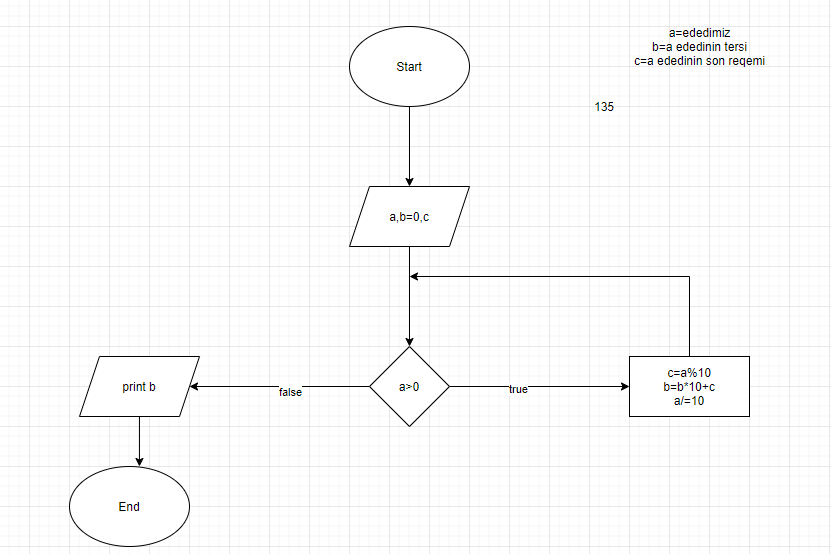 a=ededimiz
b=a ededinin tersi
c=a ededinin son reqemi
Start
135
a,b=0,c
c=a%10
b=b*10+c
a/=10
print b
false
a>0
true
End